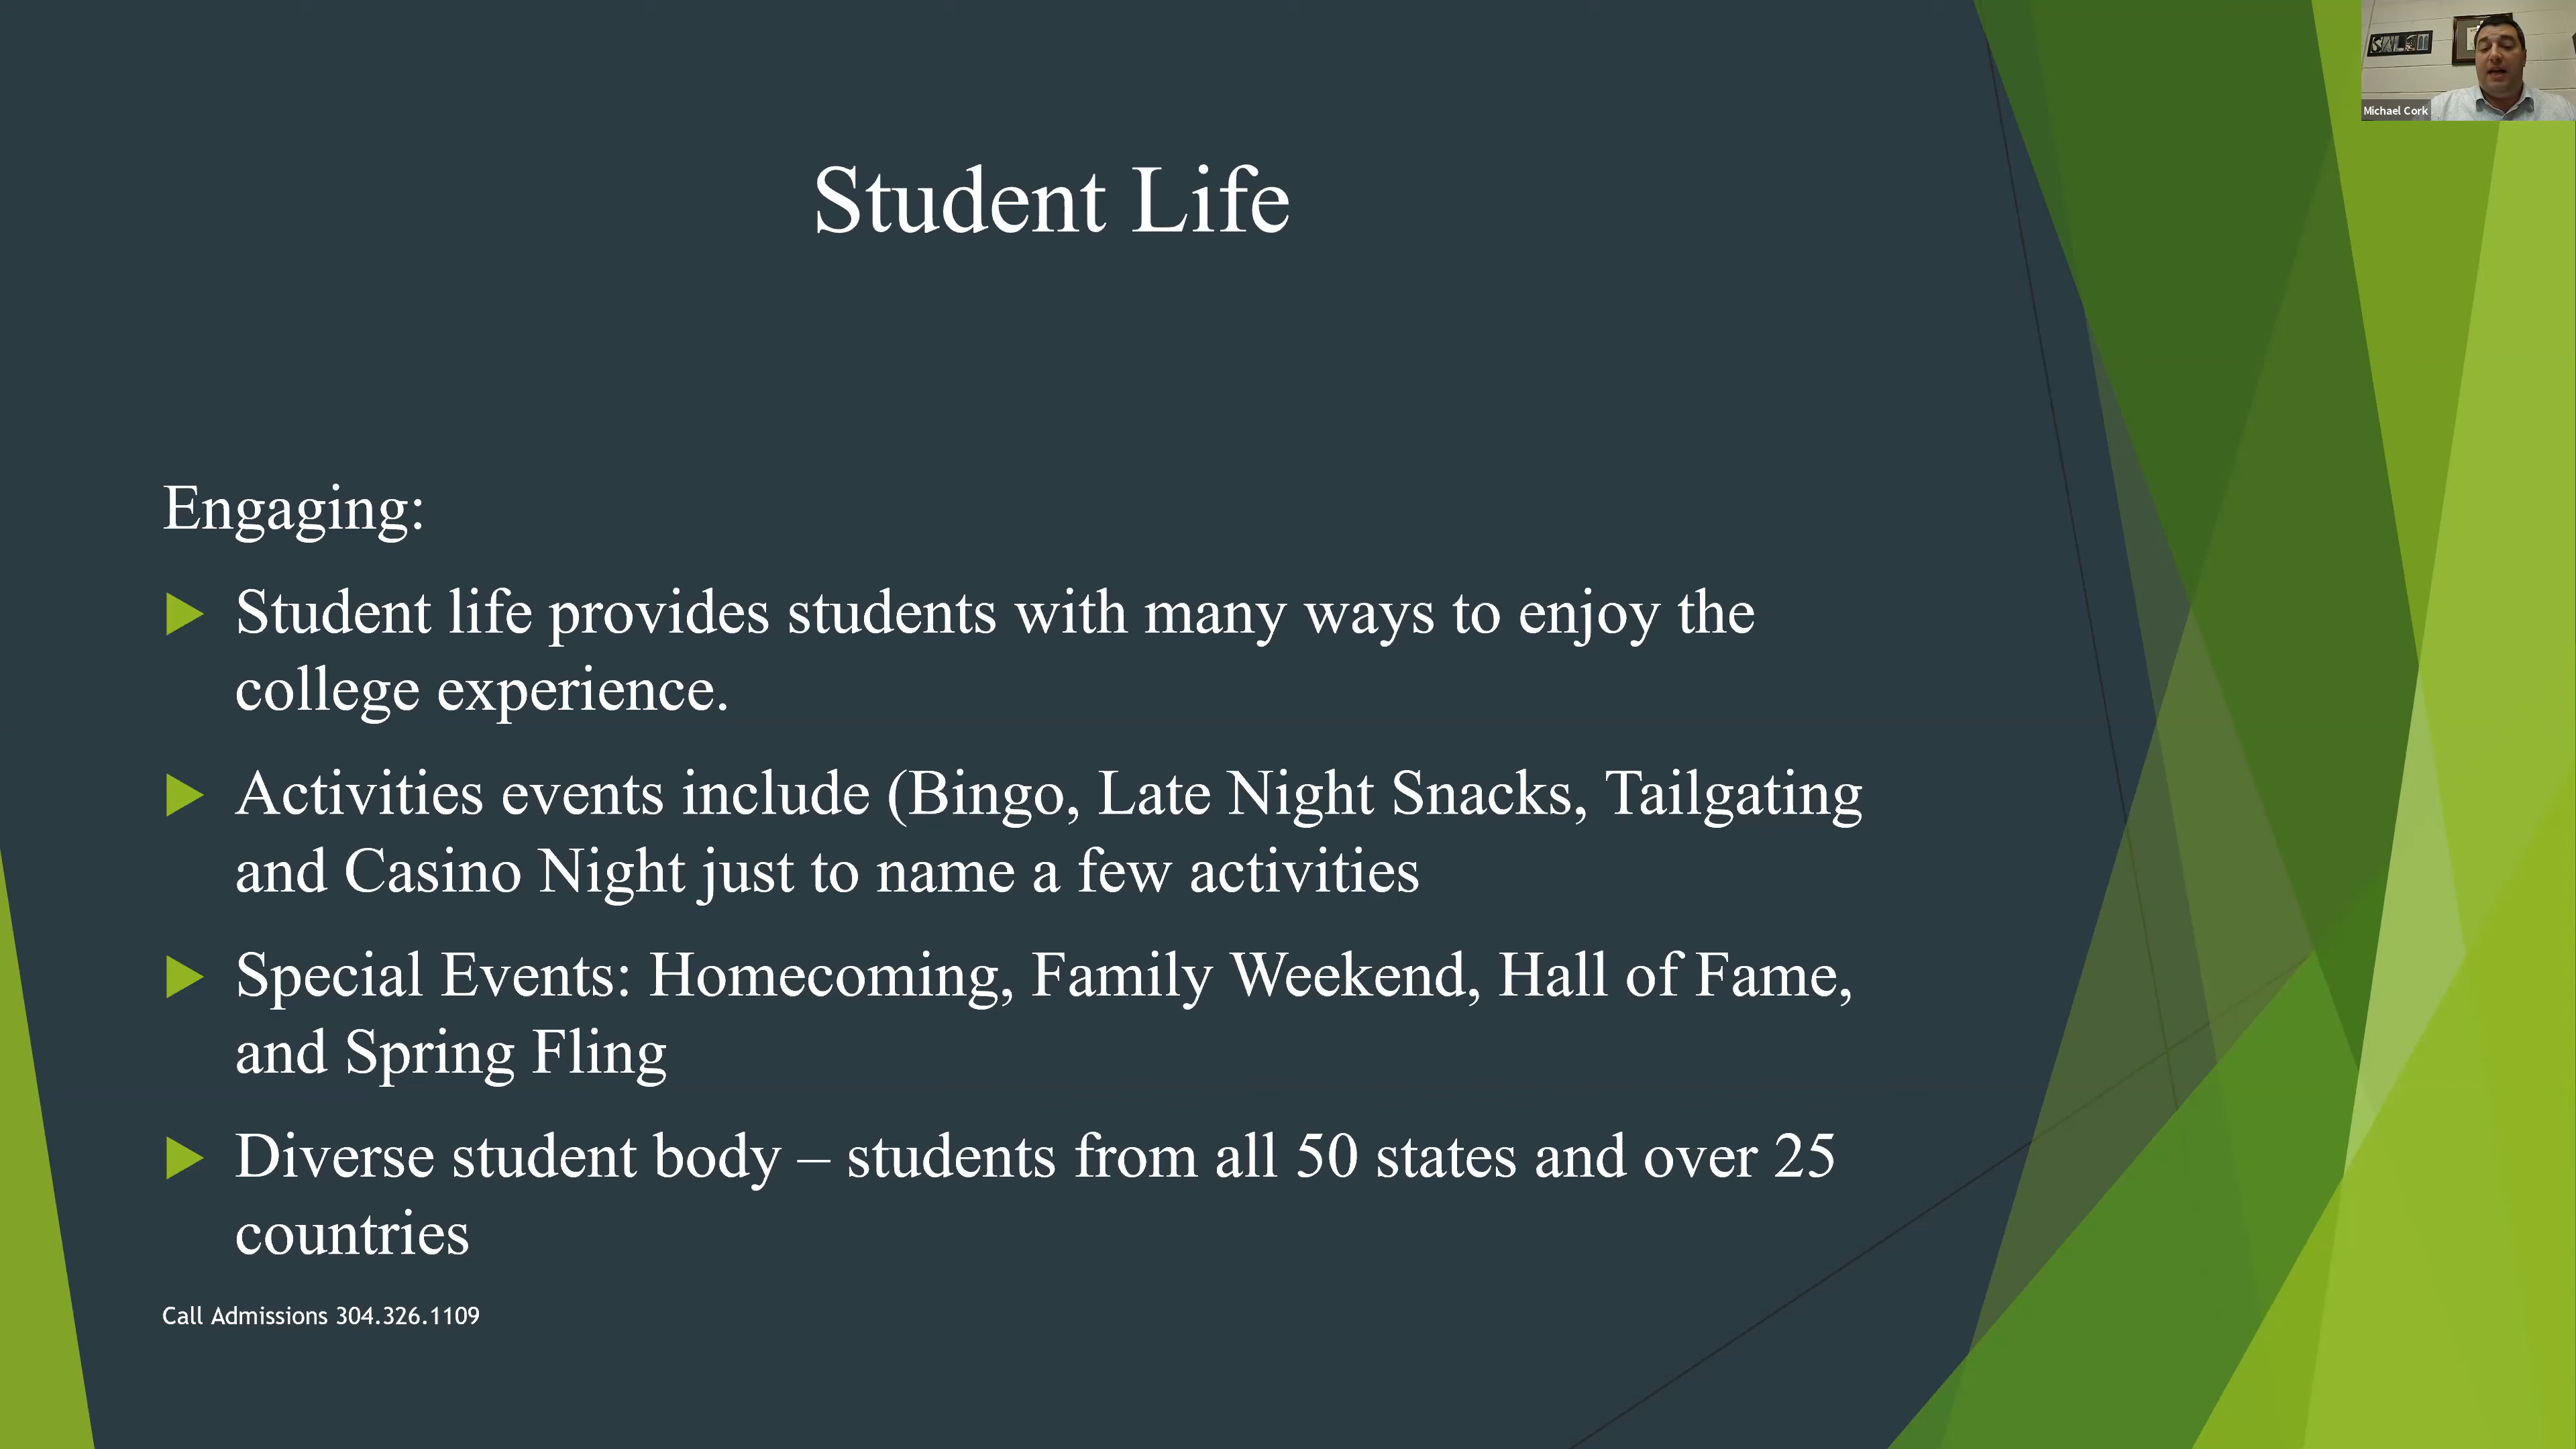 Michael Cork
Student Life
Engaging:
Student life provides students with many ways to enjoy the
college experience.
Activities events include (Bingo, Late Night Snacks, Tailgating
and Casino Night just to name a few activities
Special Events: Homecoming, Family Weekend, Hall of Fame,
and Spring Fling
Diverse student body – students from all 50 states and over 25
countries
Call Admissions 304.326.1109